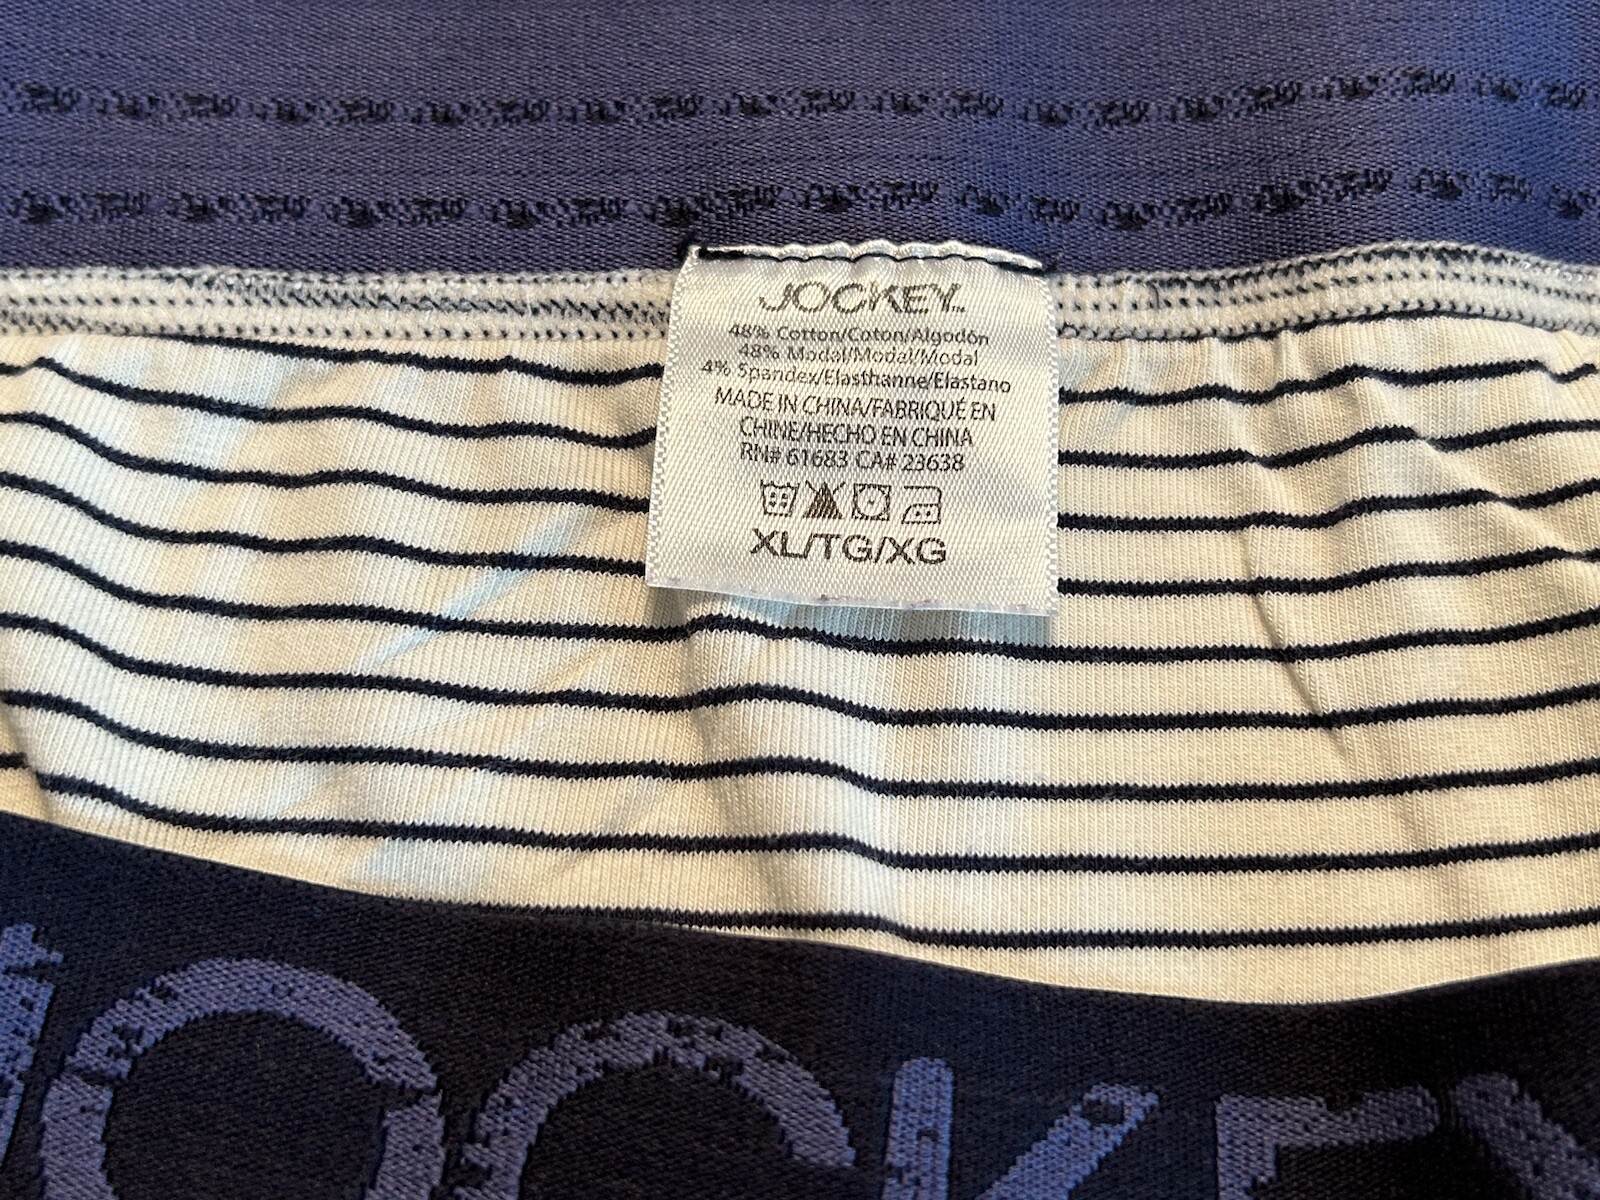 JOCKEY™
48% Cotton/Coton/Algodón
48% Modal/Modal/Modal
4% Spandex/Elasthanne/Elastano
MADE IN CHINA/FABRIQUÉ EN
CHINE/HECHO EN CHINA
RN# 61683 CA# 23638
XL/TG/XG
JOCKEY